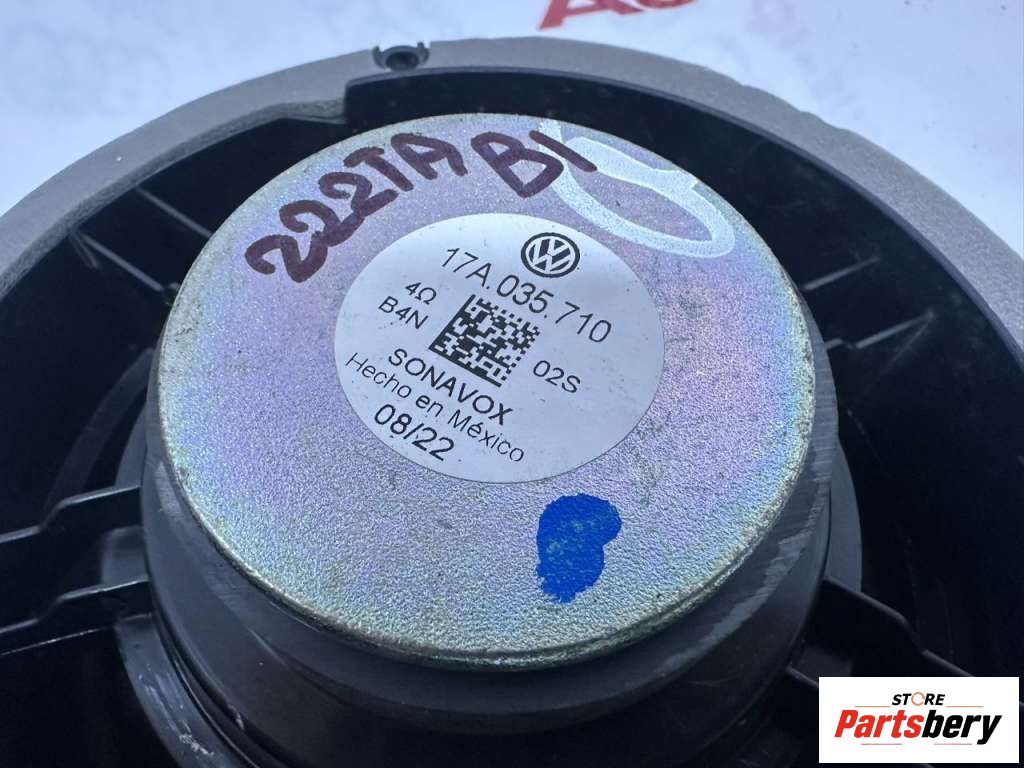 222TA B1
17A.035.710
4Ω
B4N
02S
SONAVOX
Hecho en México
08/22
STORE
Partsbery